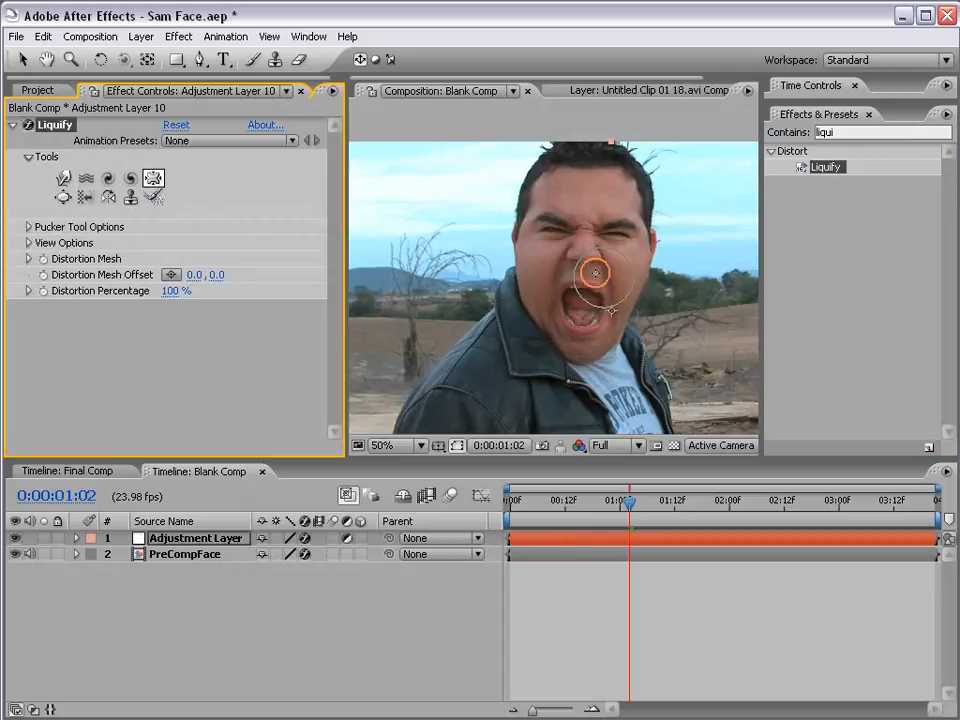 Adobe After Effects - Sam Face.aep *
File Edit Composition Layer Effect Animation View Window Help
Workspace: Standard
Project Effect Controls: Adjustment Layer 10
Composition: Blank Comp Layer: Untitled Clip 01 18.avi Comp
Time Controls
Blank Comp * Adjustment Layer 10
Effects & Presets
Liquify Reset About...
Contains: liqui
Animation Presets: None
Distort
Tools
Liquify
Pucker Tool Options
View Options
Distortion Mesh
Distortion Mesh Offset 0.0, 0.0
Distortion Percentage 100 %
BROKEN
50% 0:00:01:02 Full Active Camera
Timeline: Final Comp Timeline: Blank Comp
0:00:01:02 (23.98 fps)
:00F 00:12F 01:00F 01:12F 02:00F 02:12F 03:00F 03:12F 04
# Source Name Parent
1 Adjustment Layer None
2 PreCompFace None